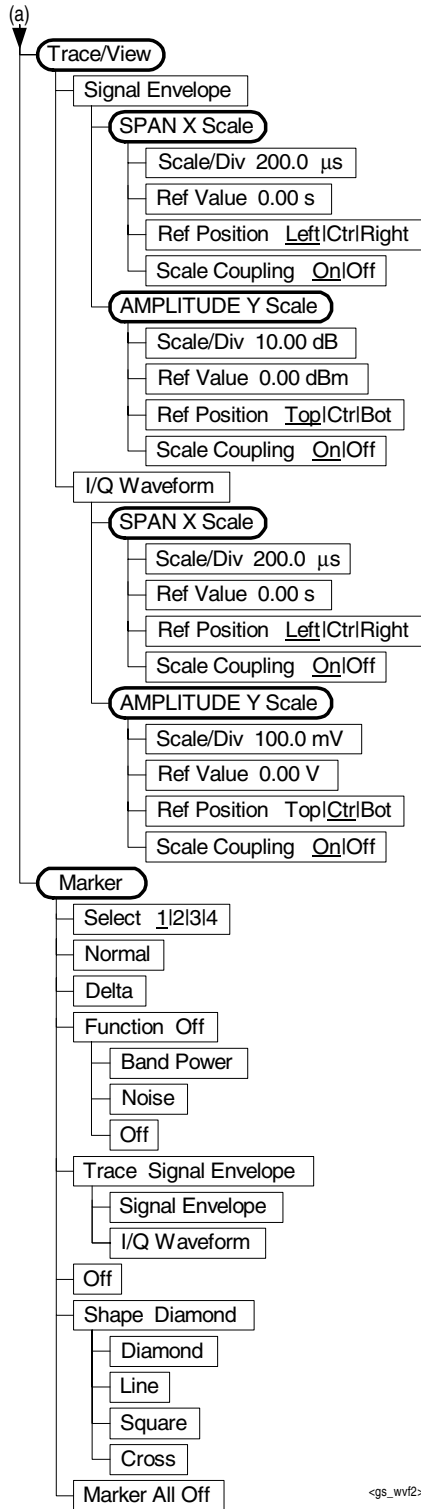 (a)
Trace/View
Signal Envelope
SPAN X Scale
Scale/Div 200.0 μs
Ref Value 0.00 s
Ref Position Left|Ctr|Right
Scale Coupling On|Off
AMPLITUDE Y Scale
Scale/Div 10.00 dB
Ref Value 0.00 dBm
Ref Position Top|Ctr|Bot
Scale Coupling On|Off
I/Q Waveform
SPAN X Scale
Scale/Div 200.0 μs
Ref Value 0.00 s
Ref Position Left|Ctr|Right
Scale Coupling On|Off
AMPLITUDE Y Scale
Scale/Div 100.0 mV
Ref Value 0.00 V
Ref Position Top|Ctr|Bot
Scale Coupling On|Off
Marker
Select 1|2|3|4
Normal
Delta
Function Off
Band Power
Noise
Off
Trace Signal Envelope
Signal Envelope
I/Q Waveform
Off
Shape Diamond
Diamond
Line
Square
Cross
Marker All Off
<gs_wvf2>